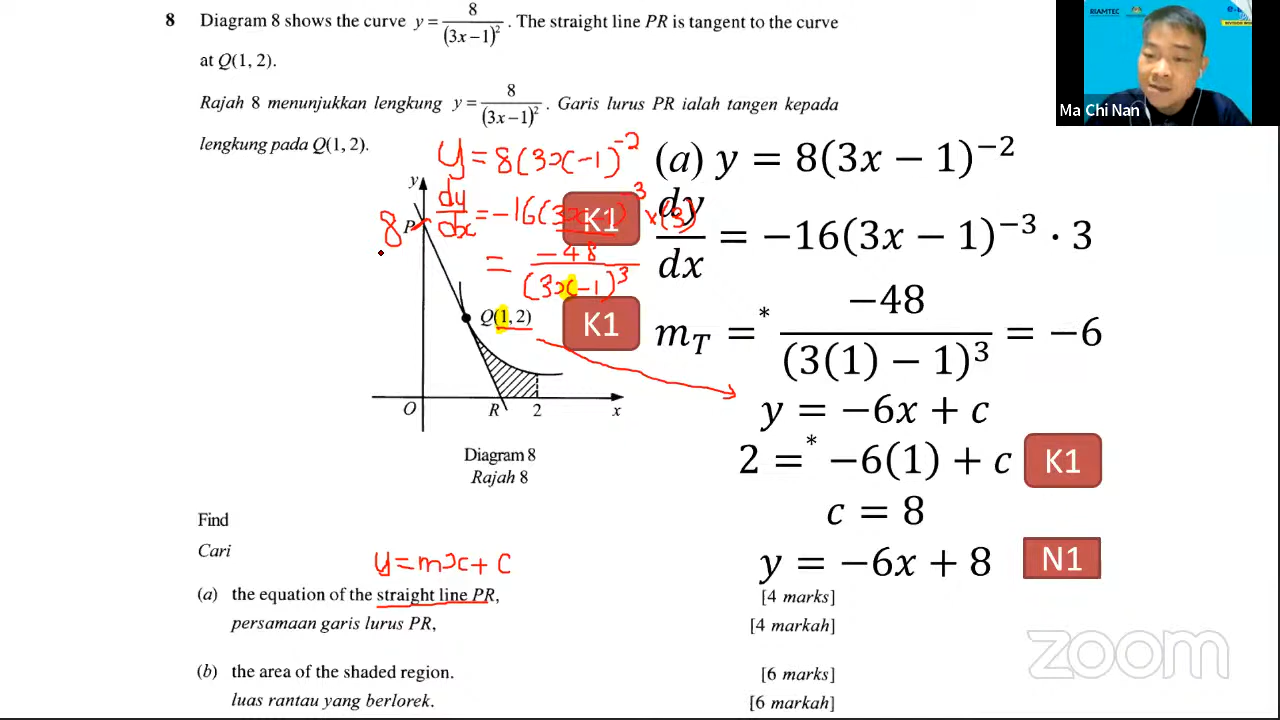 8 Diagram 8 shows the curve y = 8/(3x−1)². The straight line PR is tangent to the curve
at Q(1, 2).
Rajah 8 menunjukkan lengkung y = 8/(3x−1)². Garis lurus PR ialah tangen kepada
lengkung pada Q(1, 2).
BIAMTEC
Ma Chi Nan
y = 8(3x−1)⁻²
dy/dx = −16(3x−1)⁻³ × (3)
= −48/(3x−1)³
8
y
P
Q(1, 2)
O
R
2
x
Diagram 8
Rajah 8
(a) y = 8(3x − 1)⁻²
K1
dy/dx = −16(3x − 1)⁻³ · 3
K1
m_T =* −48/(3(1) − 1)³ = −6
y = −6x + c
2 =* −6(1) + c
K1
c = 8
y = −6x + 8
N1
Find
Cari
y = mx + c
(a) the equation of the straight line PR,
[4 marks]
persamaan garis lurus PR,
[4 markah]
(b) the area of the shaded region.
[6 marks]
luas rantau yang berlorek.
[6 markah]
zoom